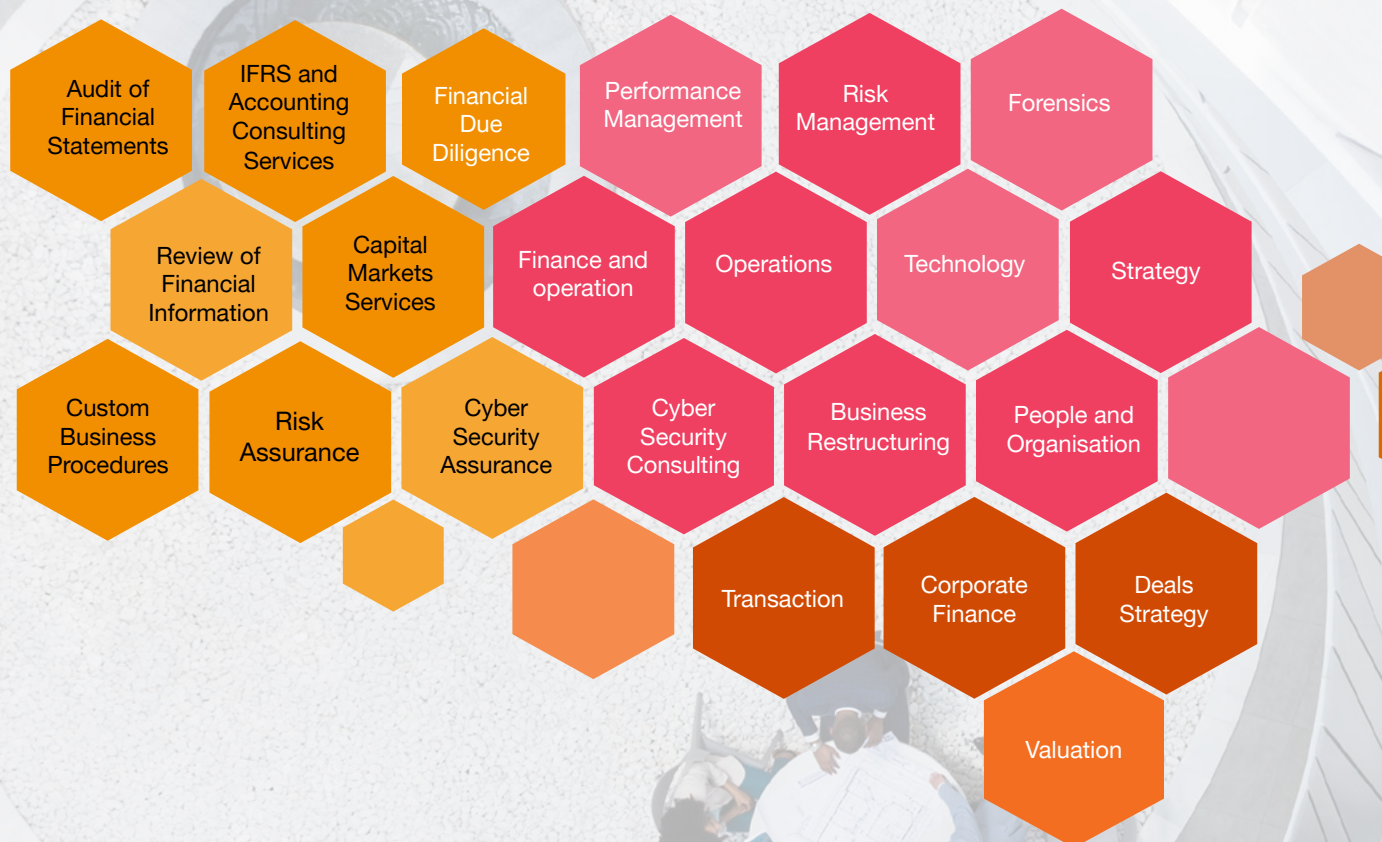 Audit of
Financial
Statements
IFRS and
Accounting
Consulting
Services
Financial
Due
Diligence
Performance
Management
Risk
Management
Forensics
Review of
Financial
Information
Capital
Markets
Services
Finance and
operation
Operations
Technology
Strategy
Custom
Business
Procedures
Risk
Assurance
Cyber
Security
Assurance
Cyber
Security
Consulting
Business
Restructuring
People and
Organisation
Transaction
Corporate
Finance
Deals
Strategy
Valuation